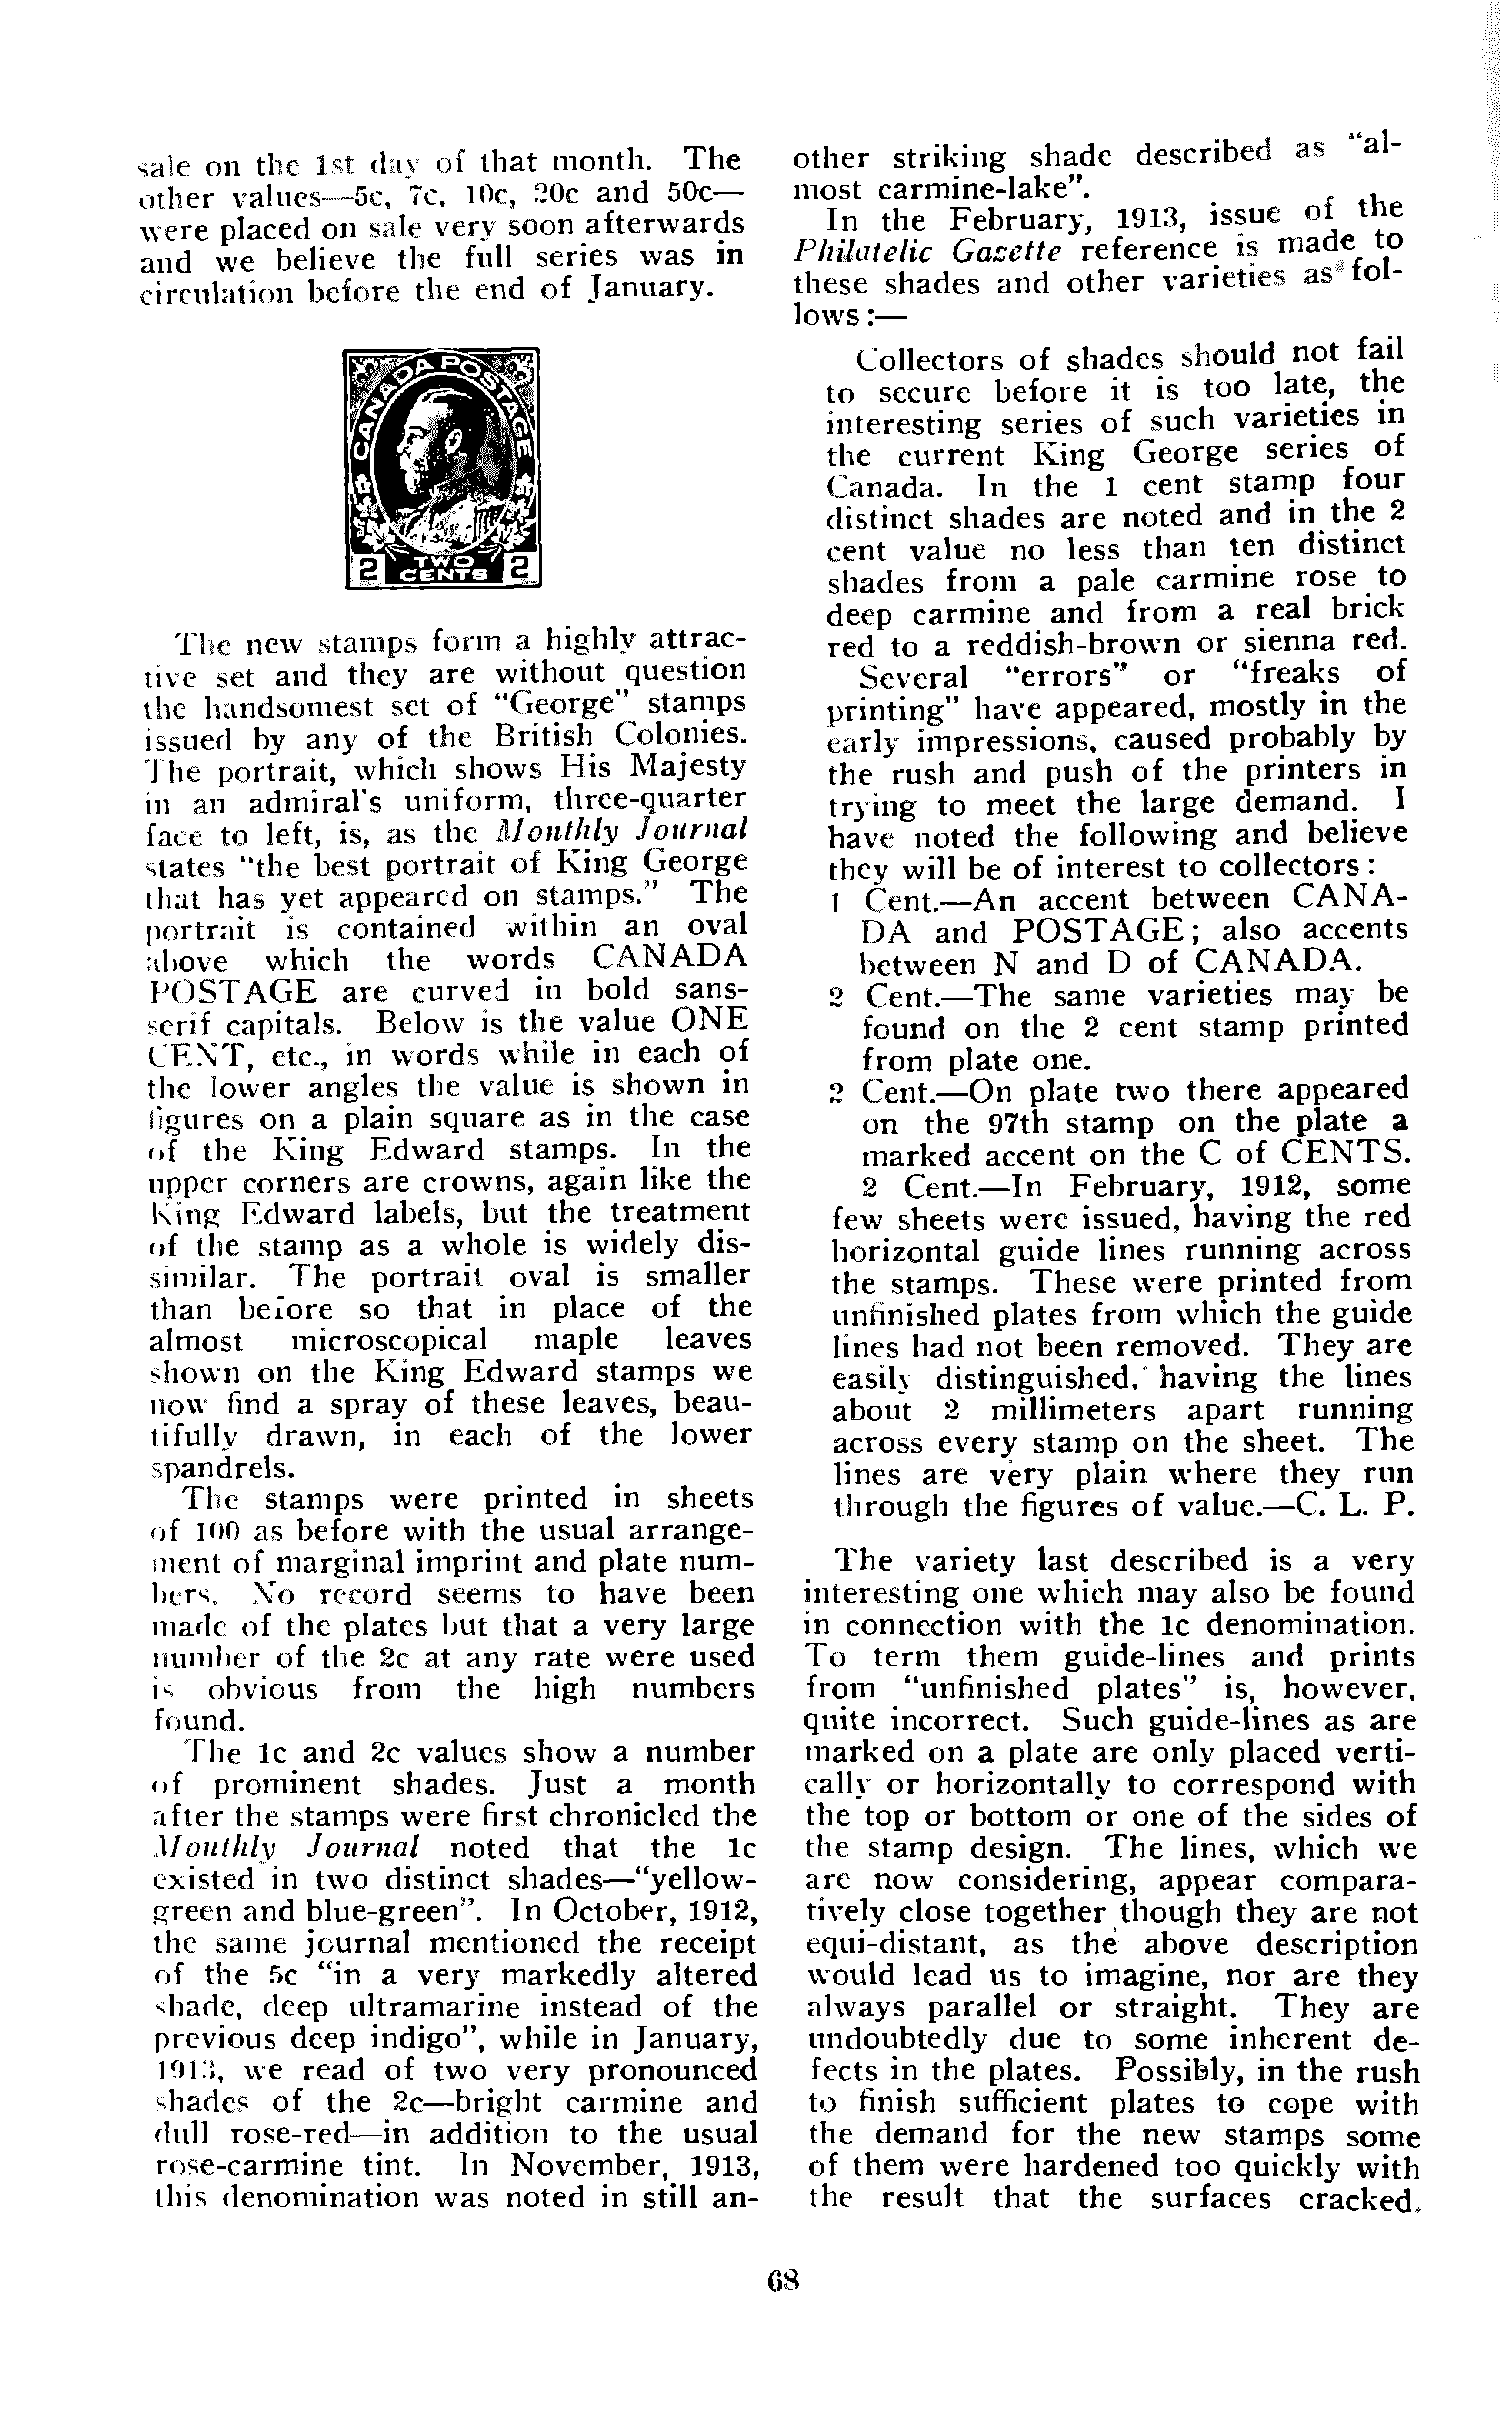 sale on the 1st day of that month. The
other values—5c, 7c, 10c, 20c and 50c—
were placed on sale very soon afterwards
and we believe the full series was in
circulation before the end of January.
CANADA POSTAGE
2 TWO CENTS 2
The new stamps form a highly attrac-
tive set and they are without question
the handsomest set of "George" stamps
issued by any of the British Colonies.
The portrait, which shows His Majesty
in an admiral's uniform, three-quarter
face to left, is, as the Monthly Journal
states "the best portrait of King George
that has yet appeared on stamps." The
portrait is contained within an oval
above which the words CANADA
POSTAGE are curved in bold sans-
serif capitals. Below is the value ONE
CENT, etc., in words while in each of
the lower angles the value is shown in
figures on a plain square as in the case
of the King Edward stamps. In the
upper corners are crowns, again like the
King Edward labels, but the treatment
of the stamp as a whole is widely dis-
similar. The portrait oval is smaller
than before so that in place of the
almost microscopical maple leaves
shown on the King Edward stamps we
now find a spray of these leaves, beau-
tifully drawn, in each of the lower
spandrels.
The stamps were printed in sheets
of 100 as before with the usual arrange-
ment of marginal imprint and plate num-
bers. No record seems to have been
made of the plates but that a very large
number of the 2c at any rate were used
is obvious from the high numbers
found.
The 1c and 2c values show a number
of prominent shades. Just a month
after the stamps were first chronicled the
Monthly Journal noted that the 1c
existed in two distinct shades—"yellow-
green and blue-green". In October, 1912,
the same journal mentioned the receipt
of the 5c "in a very markedly altered
shade, deep ultramarine instead of the
previous deep indigo", while in January,
1913, we read of two very pronounced
shades of the 2c—bright carmine and
dull rose-red—in addition to the usual
rose-carmine tint. In November, 1913,
this denomination was noted in still an-
other striking shade described as "al-
most carmine-lake".
In the February, 1913, issue of the
Philatelic Gazette reference is made to
these shades and other varieties as fol-
lows:—
Collectors of shades should not fail
to secure before it is too late, the
interesting series of such varieties in
the current King George series of
Canada. In the 1 cent stamp four
distinct shades are noted and in the 2
cent value no less than ten distinct
shades from a pale carmine rose to
deep carmine and from a real brick
red to a reddish-brown or sienna red.
Several "errors" or "freaks of
printing" have appeared, mostly in the
early impressions, caused probably by
the rush and push of the printers in
trying to meet the large demand. I
have noted the following and believe
they will be of interest to collectors:
1 Cent.—An accent between CANA-
DA and POSTAGE; also accents
between N and D of CANADA.
2 Cent.—The same varieties may be
found on the 2 cent stamp printed
from plate one.
2 Cent.—On plate two there appeared
on the 97th stamp on the plate a
marked accent on the C of CENTS.
2 Cent.—In February, 1912, some
few sheets were issued, having the red
horizontal guide lines running across
the stamps. These were printed from
unfinished plates from which the guide
lines had not been removed. They are
easily distinguished, having the lines
about 2 millimeters apart running
across every stamp on the sheet. The
lines are very plain where they run
through the figures of value.—C. L. P.
The variety last described is a very
interesting one which may also be found
in connection with the 1c denomination.
To term them guide-lines and prints
from "unfinished plates" is, however,
quite incorrect. Such guide-lines as are
marked on a plate are only placed verti-
cally or horizontally to correspond with
the top or bottom or one of the sides of
the stamp design. The lines, which we
are now considering, appear compara-
tively close together though they are not
equi-distant, as the above description
would lead us to imagine, nor are they
always parallel or straight. They are
undoubtedly due to some inherent de-
fects in the plates. Possibly, in the rush
to finish sufficient plates to cope with
the demand for the new stamps some
of them were hardened too quickly with
the result that the surfaces cracked.
68